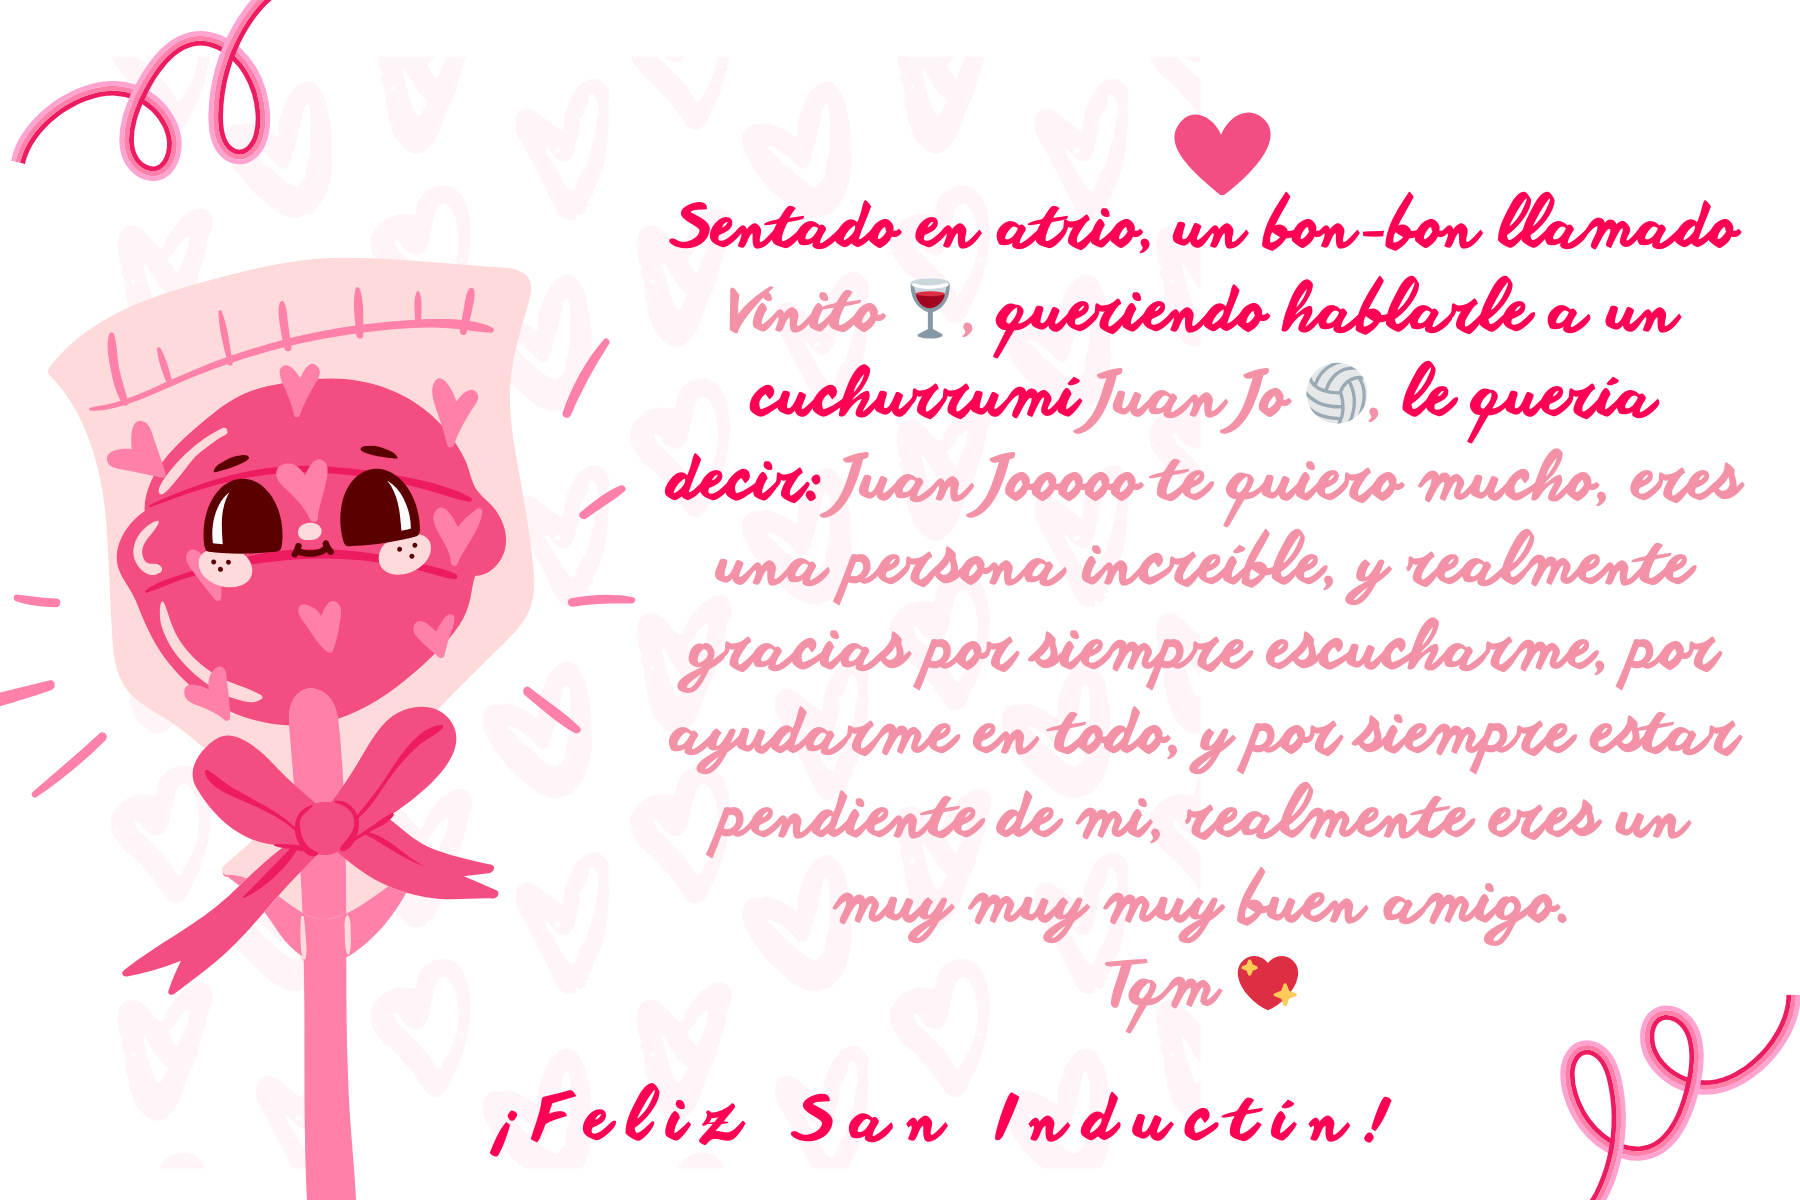 Sentado en atrio, un bon-bon llamado
Vinito 🍷, queriendo hablarle a un
cuchurrumí Juan Jo 🏐, le quería
decir: Juan Jooooo te quiero mucho, eres
una persona increíble, y realmente
gracias por siempre escucharme, por
ayudarme en todo, y por siempre estar
pendiente de mi, realmente eres un
muy muy muy buen amigo.
Tqm 💖
¡Feliz San Inductín!